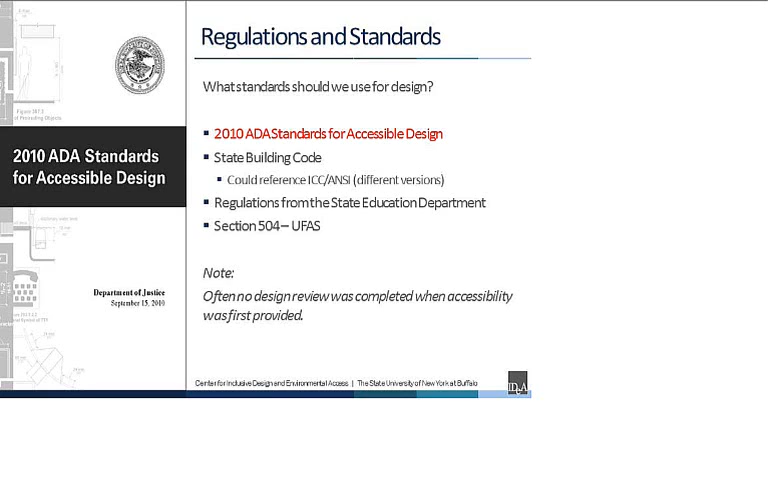 Regulations and Standards
What standards should we use for design?
2010 ADA Standards for Accessible Design
State Building Code
Could reference ICC/ANSI (different versions)
Regulations from the State Education Department
Section 504 – UFAS
Note:
Often no design review was completed when accessibility
was first provided.
2010 ADA Standards
for Accessible Design
Department of Justice
September 15, 2010
Center for Inclusive Design and Environmental Access | The State University of New York at Buffalo